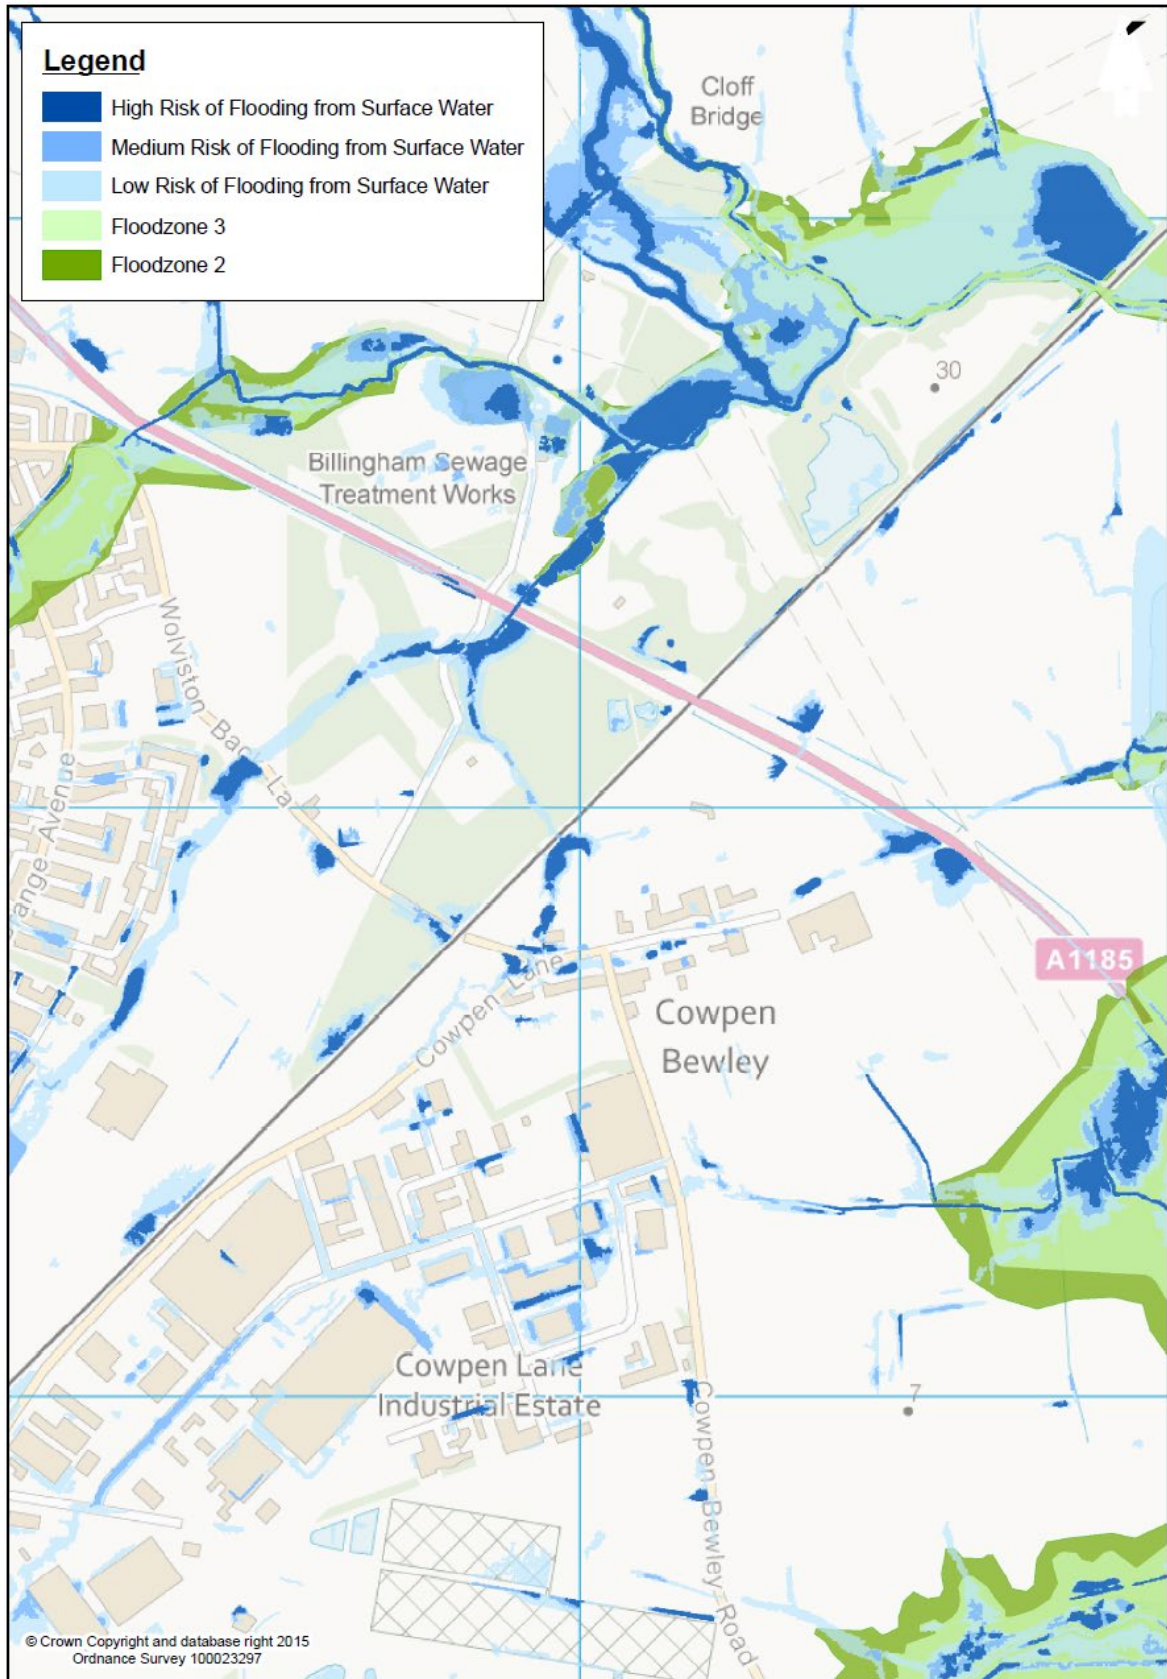 Legend
High Risk of Flooding from Surface Water
Medium Risk of Flooding from Surface Water
Low Risk of Flooding from Surface Water
Floodzone 3
Floodzone 2
Cloff
Bridge
30
Billingham Sewage
Treatment Works
Wolviston Back La
ange Avenue
A1185
Cowpen Lane
Cowpen
Bewley
Cowpen Lane
Industrial Estate
7
Cowpen Bewley Road
© Crown Copyright and database right 2015
Ordnance Survey 100023297